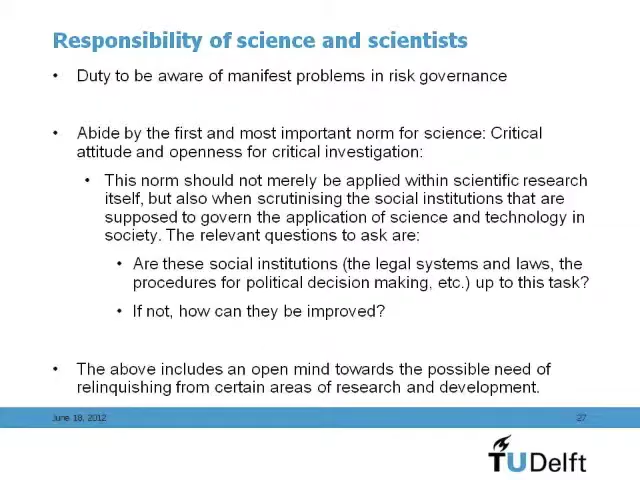 Responsibility of science and scientists
• Duty to be aware of manifest problems in risk governance
• Abide by the first and most important norm for science: Critical
attitude and openness for critical investigation:
• This norm should not merely be applied within scientific research
itself, but also when scrutinising the social institutions that are
supposed to govern the application of science and technology in
society. The relevant questions to ask are:
• Are these social institutions (the legal systems and laws, the
procedures for political decision making, etc.) up to this task?
• If not, how can they be improved?
• The above includes an open mind towards the possible need of
relinquishing from certain areas of research and development.
June 18, 2012 27
TU Delft